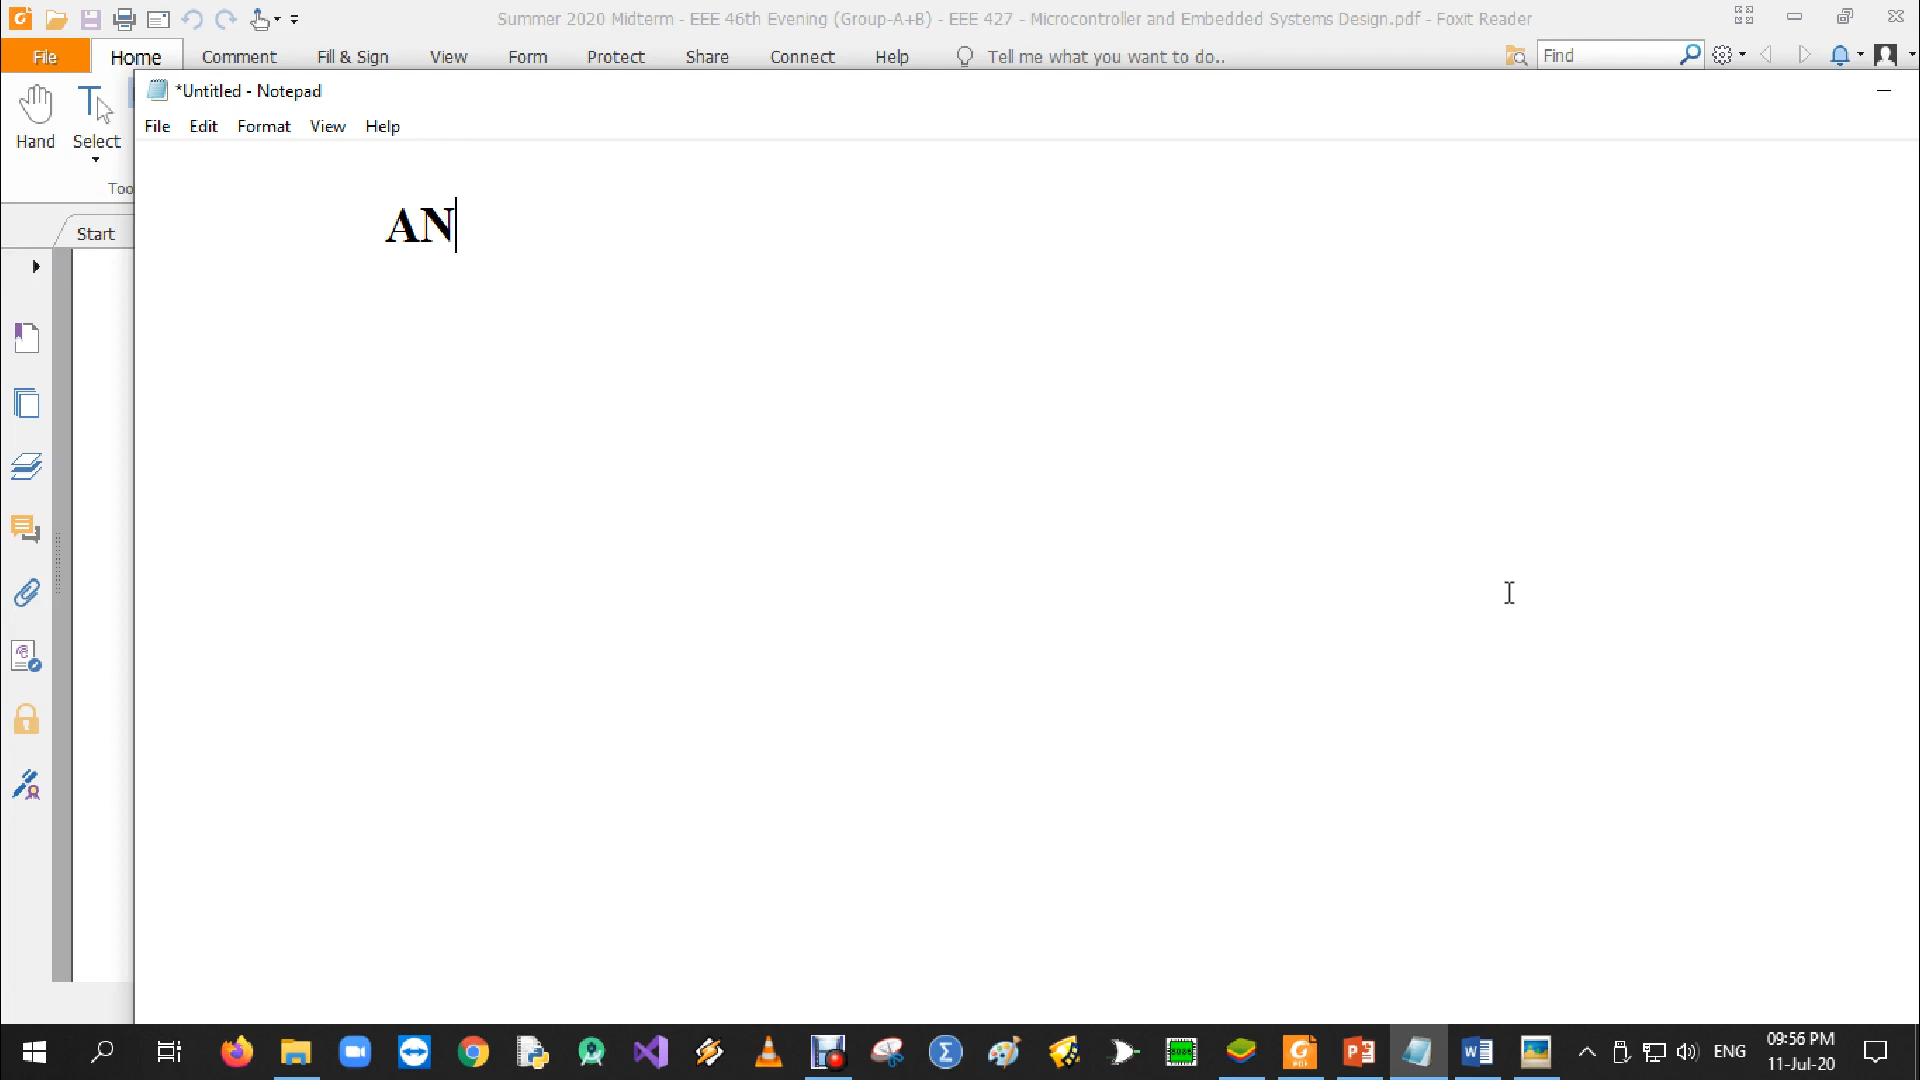 Summer 2020 Midterm - EEE 46th Evening (Group-A+B) - EEE 427 - Microcontroller and Embedded Systems Design.pdf - Foxit Reader
File Home Comment Fill & Sign View Form Protect Share Connect Help Tell me what you want to do.. Find
*Untitled - Notepad
File Edit Format View Help
Hand Select
Too
Start
AN
ENG 09:56 PM
11-Jul-20